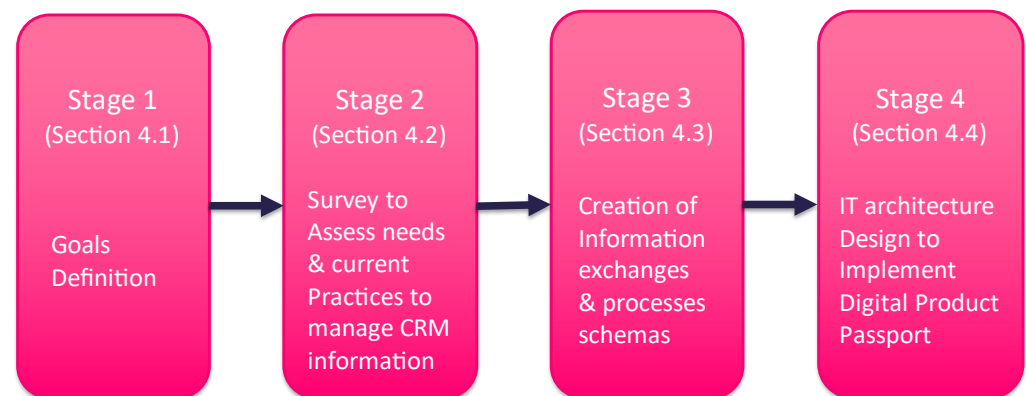 Stage 1
(Section 4.1)
Goals
Definition
Stage 2
(Section 4.2)
Survey to
Assess needs
& current
Practices to
manage CRM
information
Stage 3
(Section 4.3)
Creation of
Information
exchanges
& processes
schemas
Stage 4
(Section 4.4)
IT architecture
Design to
Implement
Digital Product
Passport